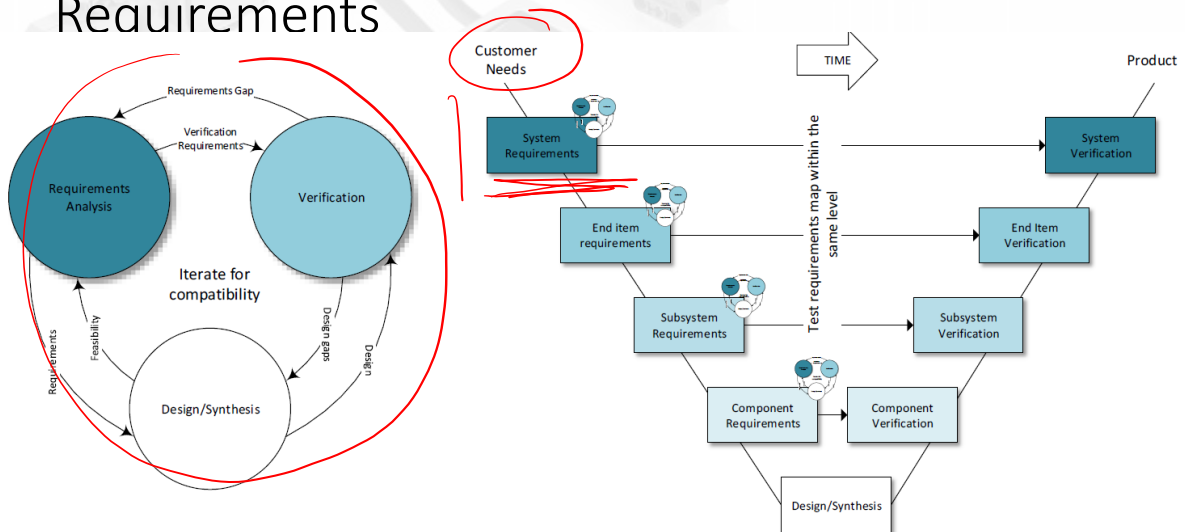 Requirements
Requirements Gap
Verification
Requirements
Requirements
Analysis
Verification
Iterate for
compatibility
Requirements
Feasibility
Design gaps
Design
Design/Synthesis
Customer
Needs
TIME
Product
System
Requirements
System
Verification
End item
requirements
End Item
Verification
Test requirements map within the
same level
Subsystem
Requirements
Subsystem
Verification
Component
Requirements
Component
Verification
Design/Synthesis